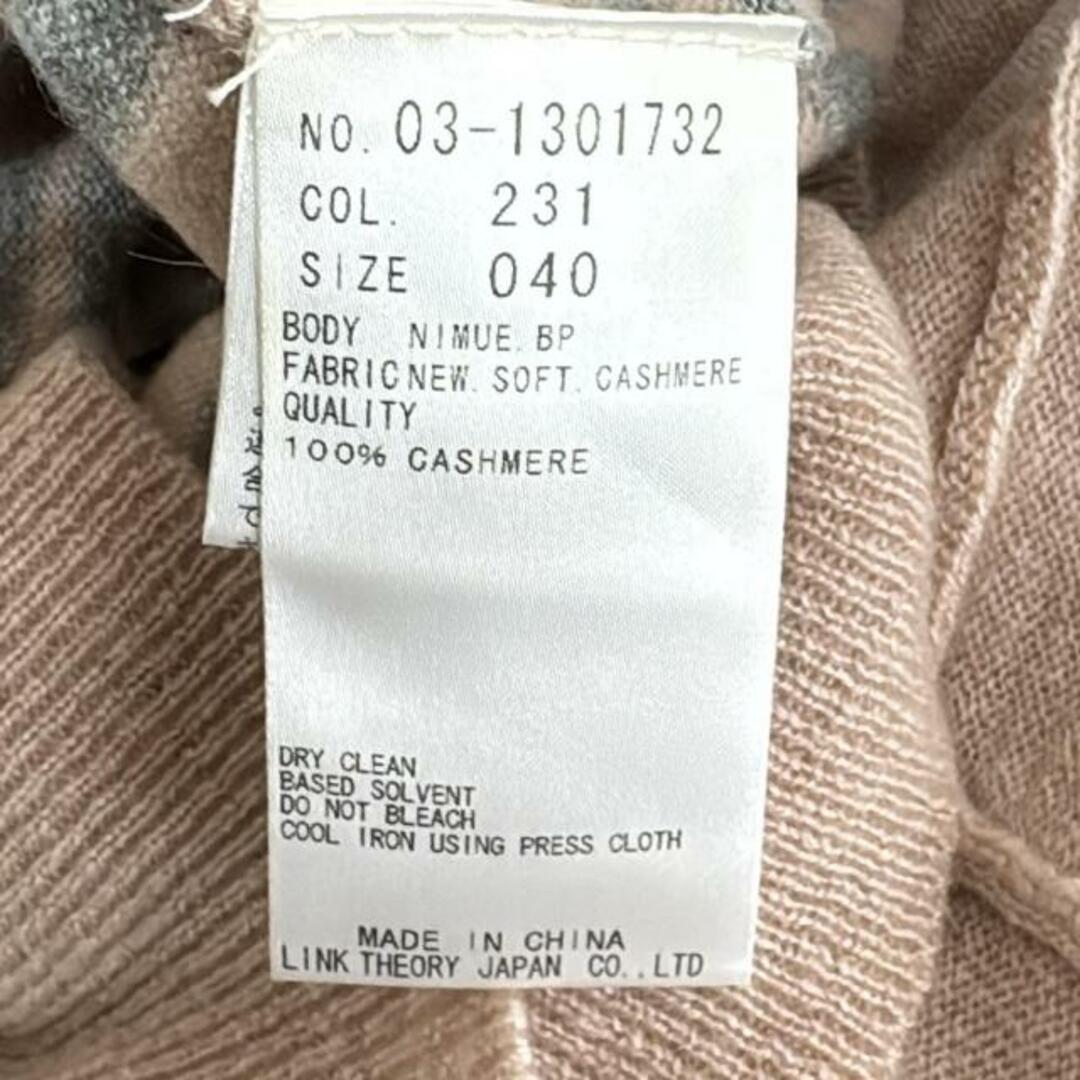 NO. 03-1301732
COL. 231
SIZE 040
BODY NIMUE. BP
FABRIC NEW. SOFT. CASHMERE
QUALITY
100% CASHMERE
DRY CLEAN
BASED SOLVENT
DO NOT BLEACH
COOL IRON USING PRESS CLOTH
MADE IN CHINA
LINK THEORY JAPAN CO., LTD